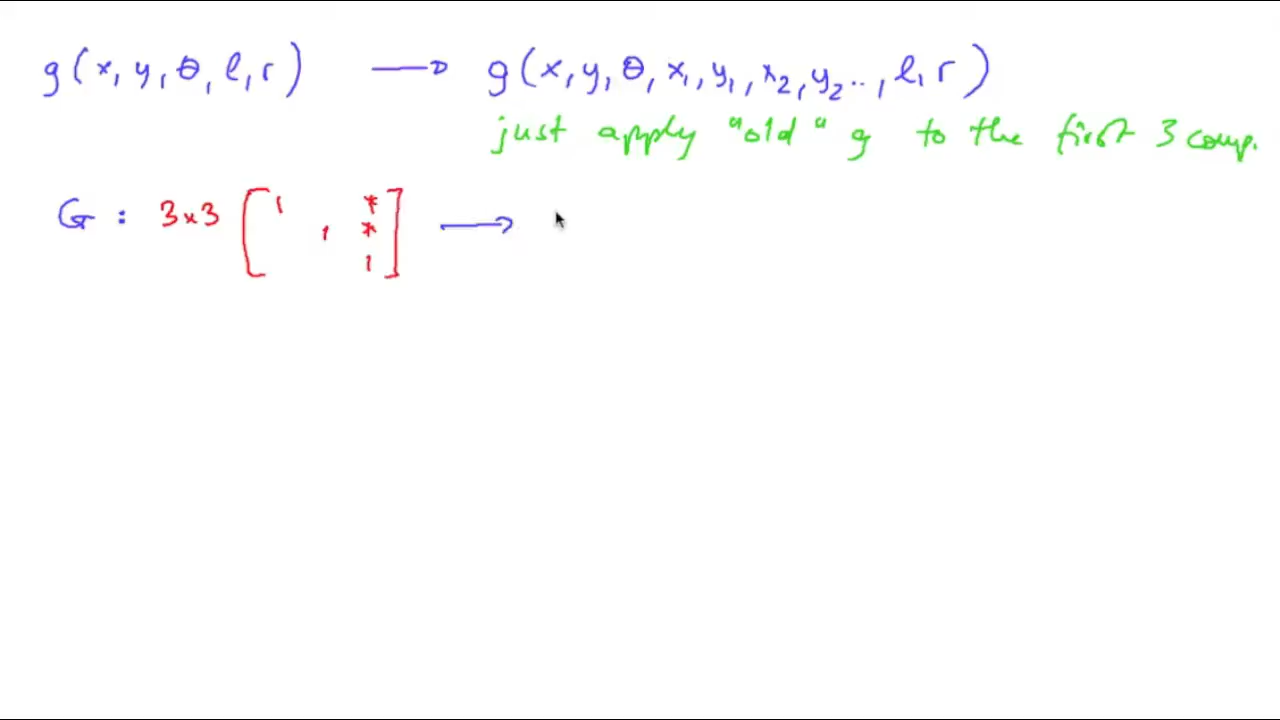 g(x, y, θ, l, r) → g(x, y, θ, x₁, y₁, x₂, y₂ .., l, r)
just apply "old" g to the first 3 comp.
G : 3x3 [ 1 *
1 * →
1 ]